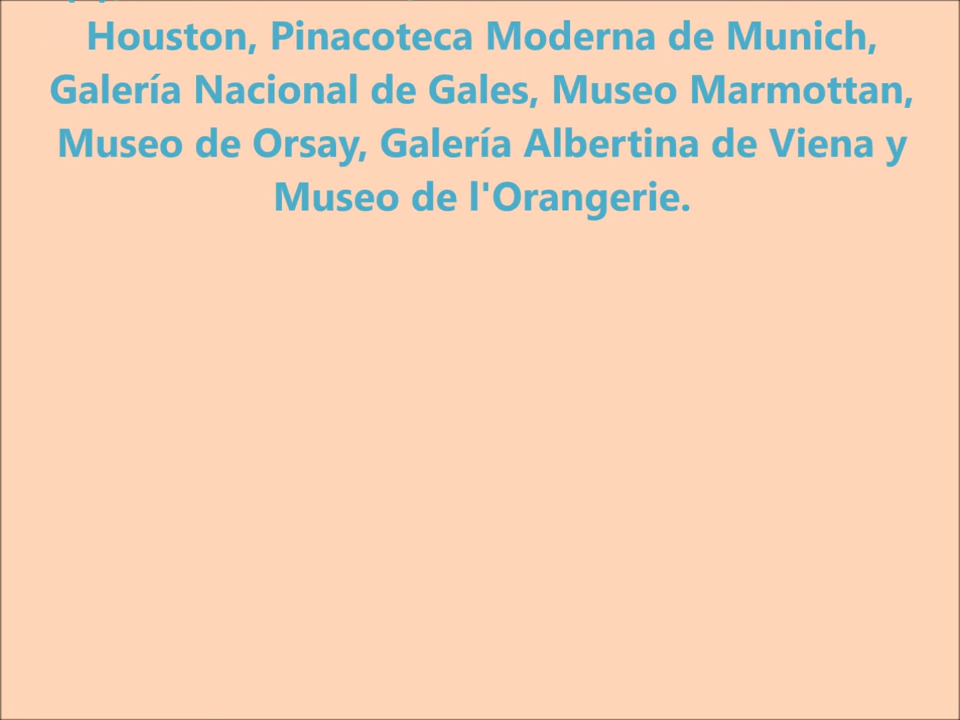 Houston, Pinacoteca Moderna de Munich,
Galería Nacional de Gales, Museo Marmottan,
Museo de Orsay, Galería Albertina de Viena y
Museo de l'Orangerie.